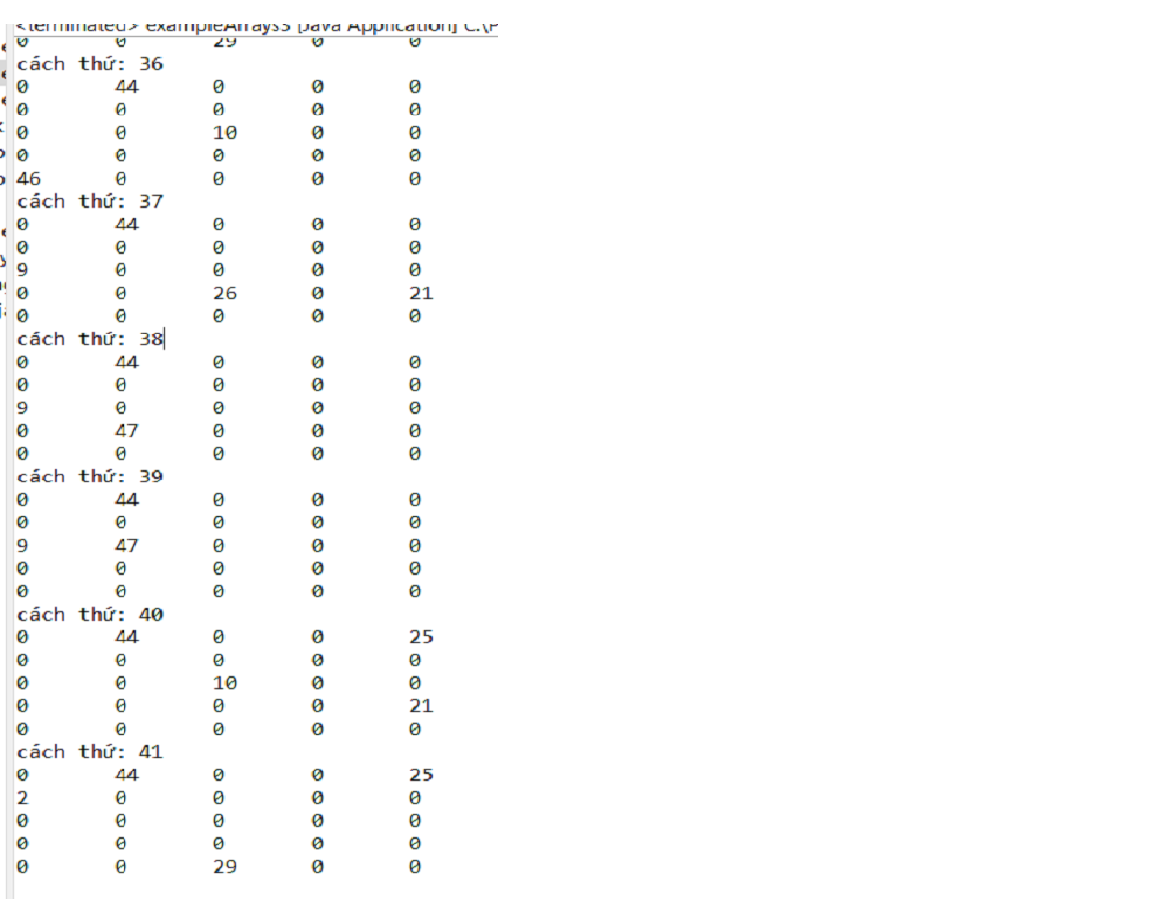 <terminated> exampleArrays3 [Java Application] C:\P
0 0 29 0 0
cách thứ: 36
0 44 0 0 0
0 0 0 0 0
0 0 10 0 0
0 0 0 0 0
46 0 0 0 0
cách thứ: 37
0 44 0 0 0
0 0 0 0 0
9 0 0 0 0
0 0 26 0 21
0 0 0 0 0
cách thứ: 38
0 44 0 0 0
0 0 0 0 0
9 0 0 0 0
0 47 0 0 0
0 0 0 0 0
cách thứ: 39
0 44 0 0 0
0 0 0 0 0
9 47 0 0 0
0 0 0 0 0
0 0 0 0 0
cách thứ: 40
0 44 0 0 25
0 0 0 0 0
0 0 10 0 0
0 0 0 0 21
0 0 0 0 0
cách thứ: 41
0 44 0 0 25
2 0 0 0 0
0 0 0 0 0
0 0 0 0 0
0 0 29 0 0